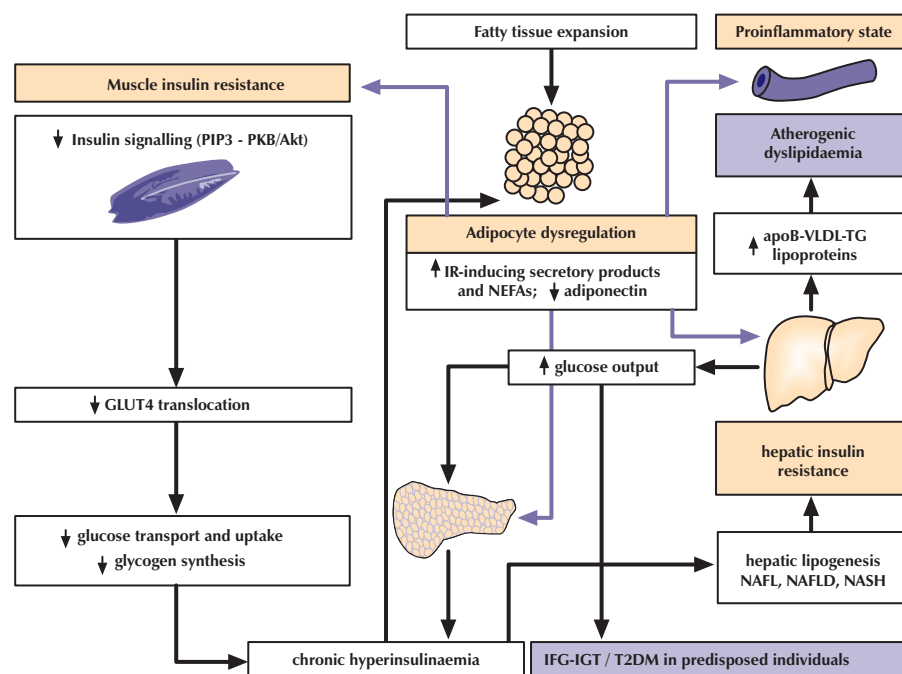 Fatty tissue expansion
Proinflammatory state
Muscle insulin resistance
Insulin signalling (PIP3 - PKB/Akt)
Atherogenic
dyslipidaemia
Adipocyte dysregulation
IR-inducing secretory products
and NEFAs; adiponectin
apoB-VLDL-TG
lipoproteins
glucose output
GLUT4 translocation
hepatic insulin
resistance
glucose transport and uptake
glycogen synthesis
hepatic lipogenesis
NAFL, NAFLD, NASH
chronic hyperinsulinaemia
IFG-IGT / T2DM in predisposed individuals